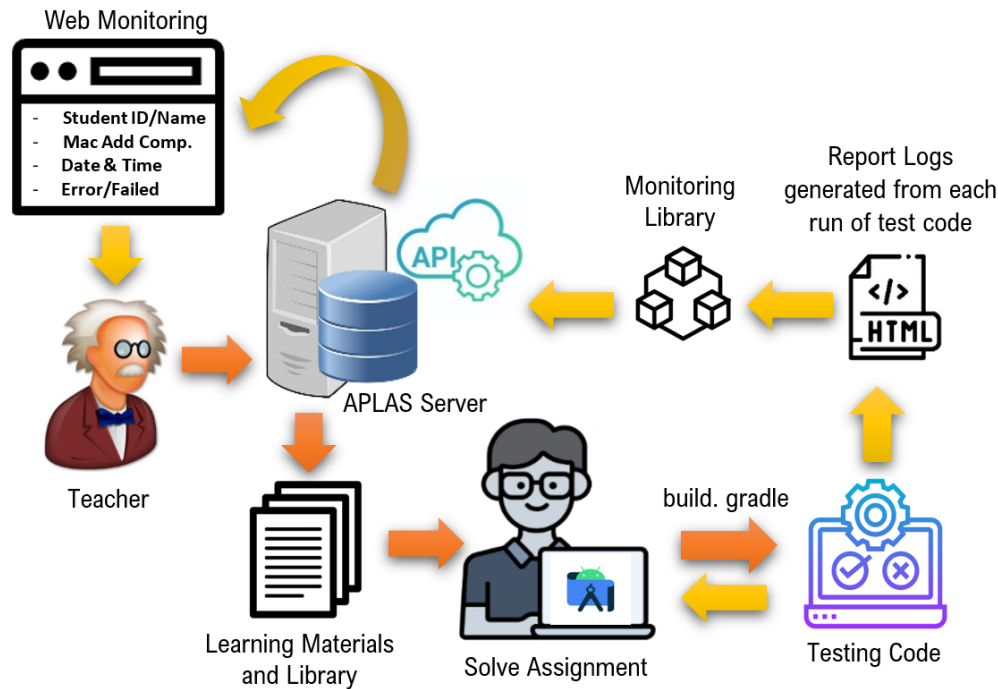 Web Monitoring
- Student ID/Name
- Mac Add Comp.
- Date & Time
- Error/Failed
Report Logs
generated from each
run of test code
Monitoring
Library
API
</>
HTML
APLAS Server
Teacher
build. gradle
Learning Materials
and Library
Solve Assignment
Testing Code